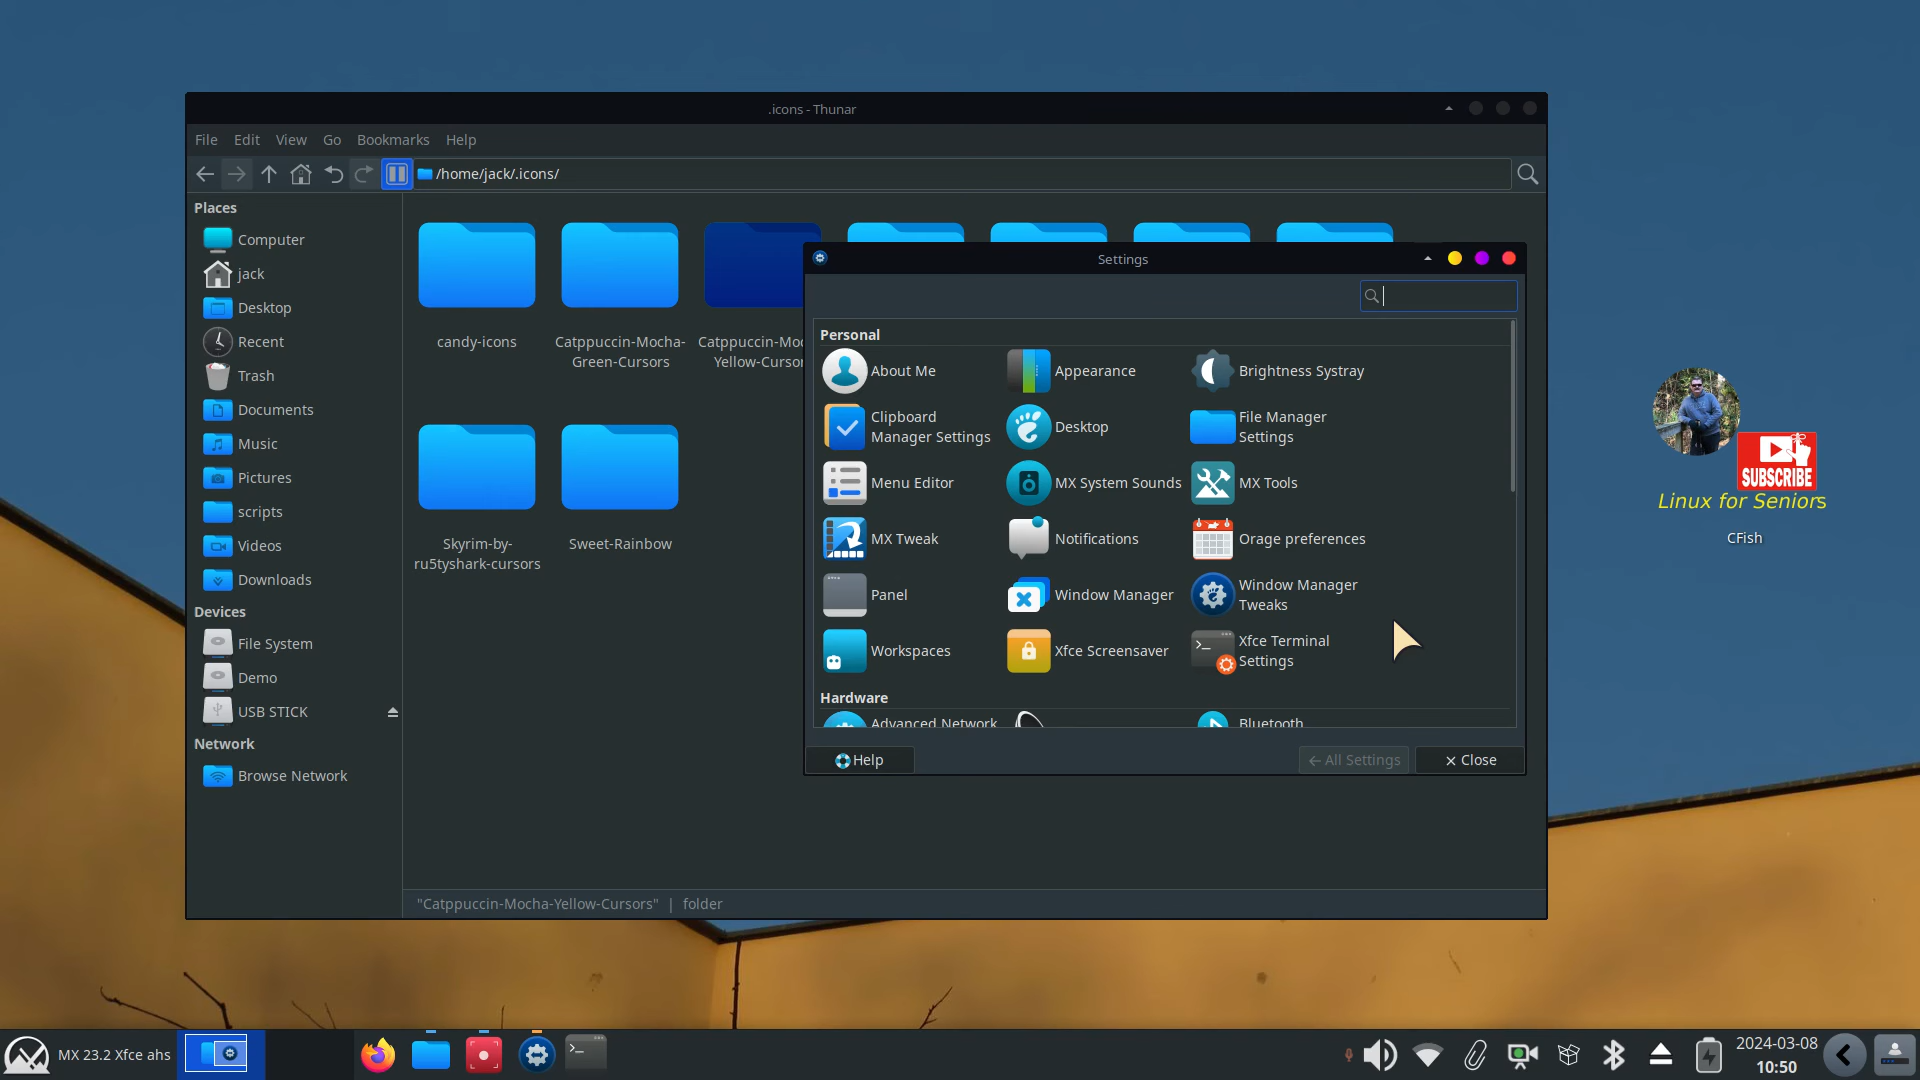 .icons - Thunar
File Edit View Go Bookmarks Help
/home/jack/.icons/
Places
Computer
jack
Desktop
Recent
Trash
Documents
Music
Pictures
scripts
Videos
Downloads
Devices
File System
Demo
USB STICK
Network
Browse Network
candy-icons
Catppuccin-Mocha-
Green-Cursors
Yellow-Cursor
Skyrim-by-
ru5tyshark-cursors
Sweet-Rainbow
"Catppuccin-Mocha-Yellow-Cursors" | folder
Settings
Personal
About Me
Appearance
Brightness Systray
Clipboard
Manager Settings
Desktop
File Manager
Settings
Menu Editor
MX System Sounds
MX Tools
MX Tweak
Notifications
Orage preferences
Panel
Window Manager
Window Manager
Tweaks
Workspaces
Xfce Screensaver
Xfce Terminal
Settings
Hardware
Advanced Network
Bluetooth
Help
All Settings
Close
SUBSCRIBE
Linux for Seniors
CFish
MX 23.2 Xfce ahs
2024-03-08
10:50